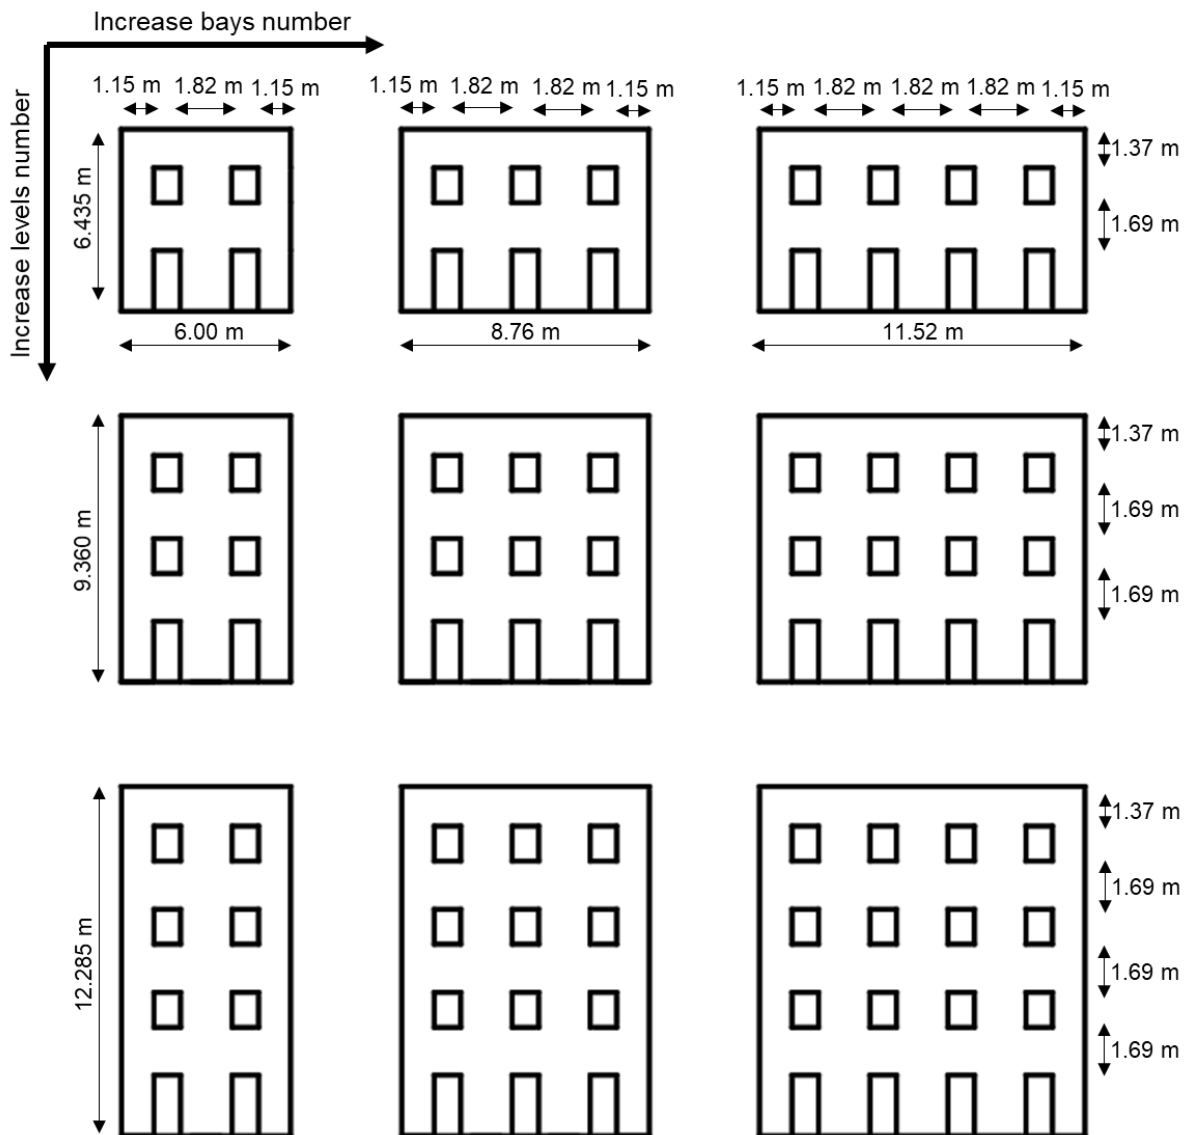 Increase bays number
Increase levels number
1.15 m 1.82 m 1.15 m
1.15 m 1.82 m 1.82 m 1.15 m
1.15 m 1.82 m 1.82 m 1.82 m 1.15 m
6.435 m
1.37 m
1.69 m
6.00 m
8.76 m
11.52 m
9.360 m
1.37 m
1.69 m
1.69 m
12.285 m
1.37 m
1.69 m
1.69 m
1.69 m